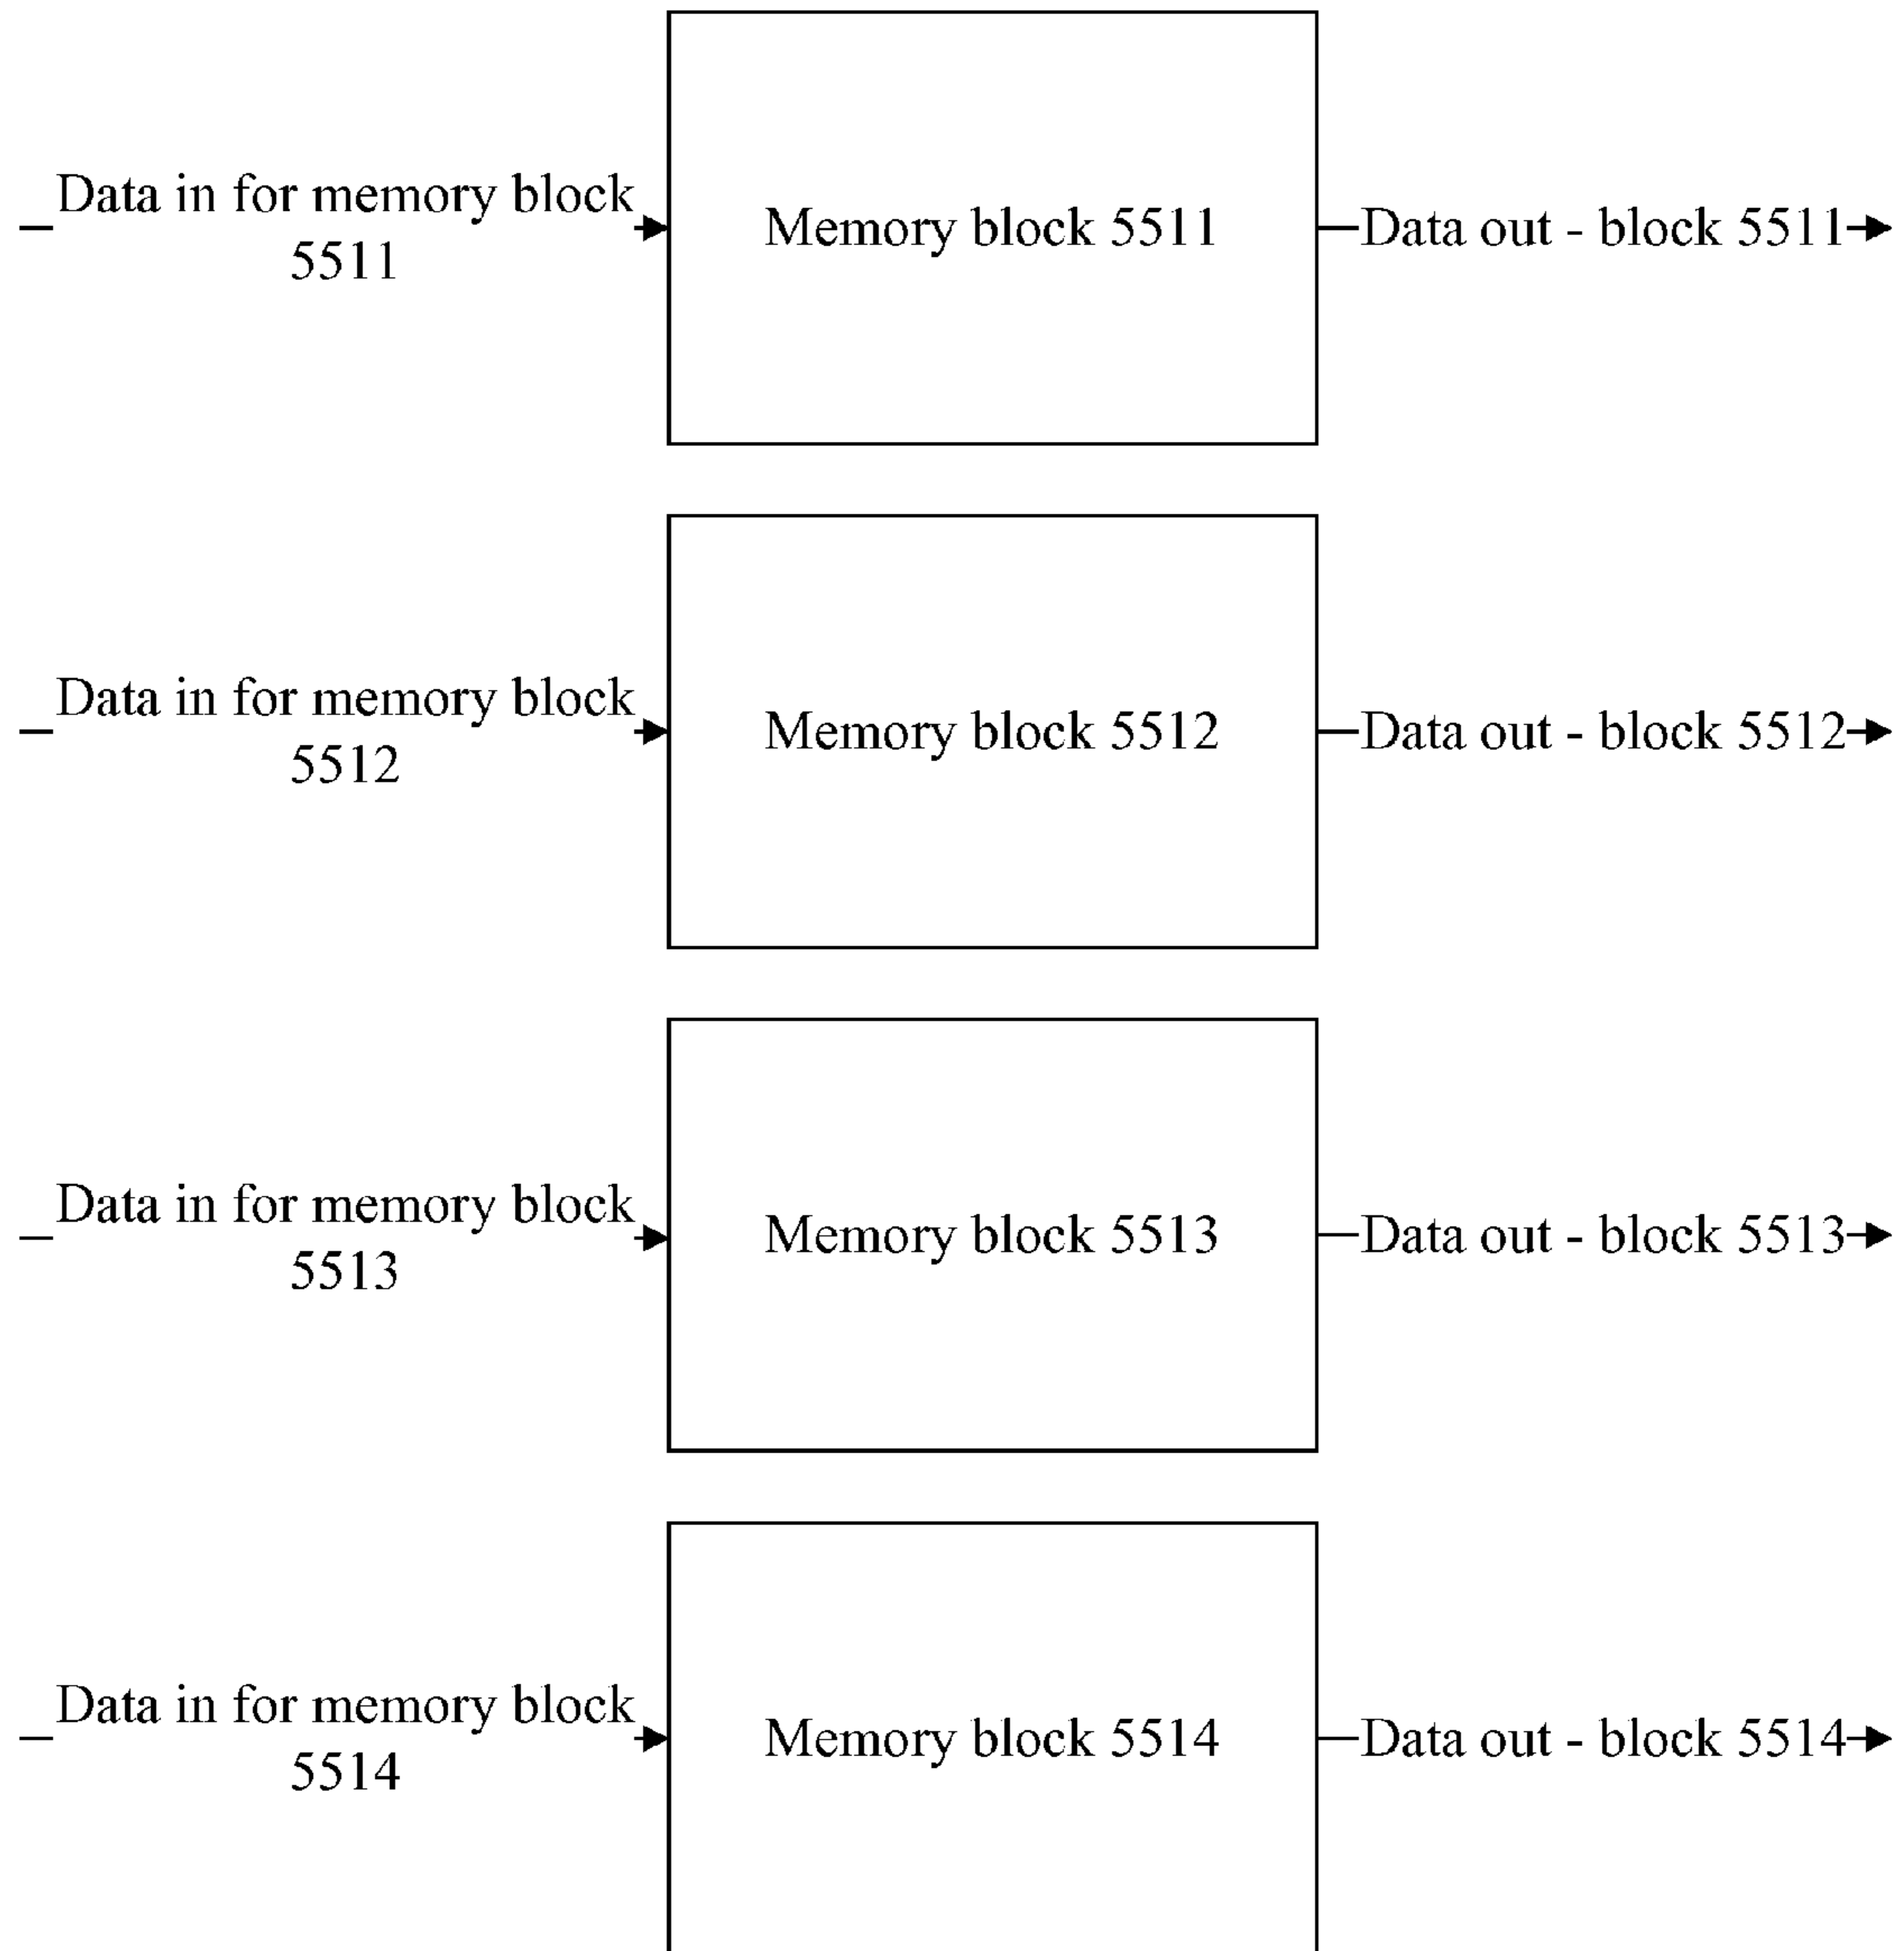 Data in for memory block
5511
Memory block 5511
Data out - block 5511
Data in for memory block
5512
Memory block 5512
Data out - block 5512
Data in for memory block
5513
Memory block 5513
Data out - block 5513
Data in for memory block
5514
Memory block 5514
Data out - block 5514